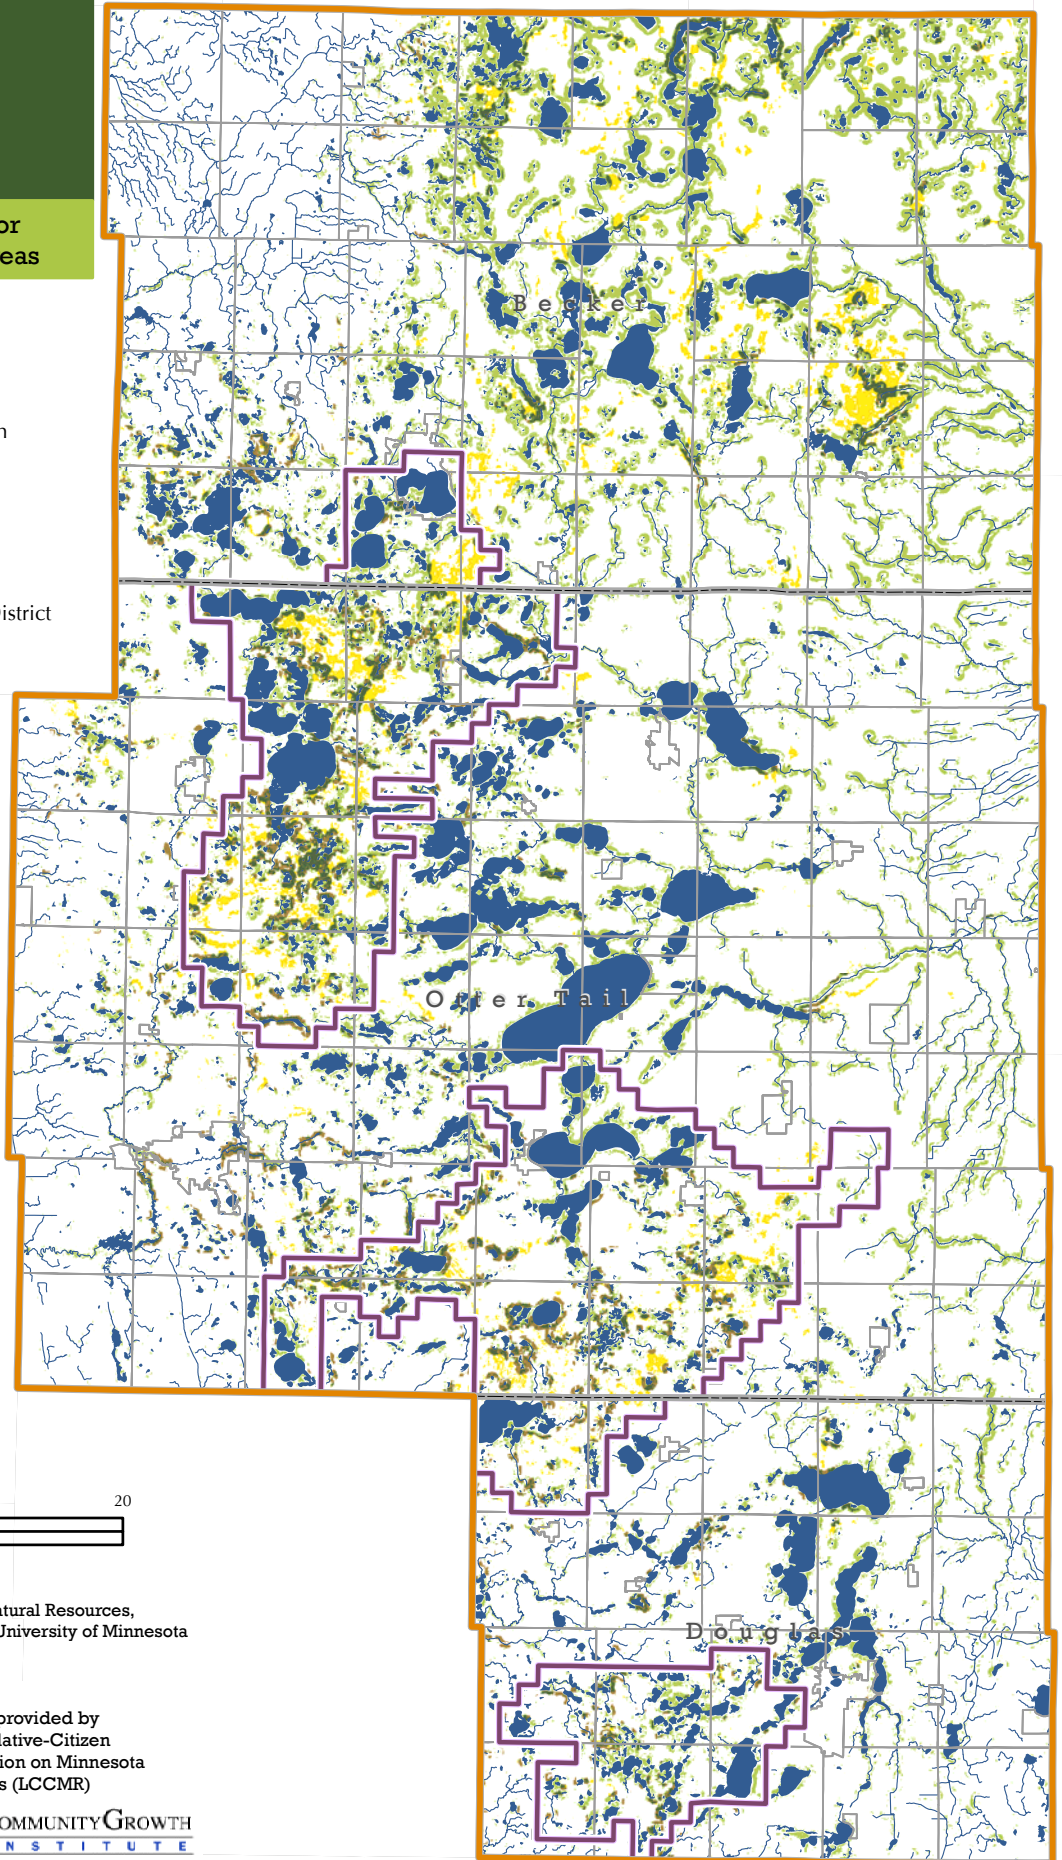 or
eas
n
District
Becker
Otter Tail
Douglas
20
atural Resources,
University of Minnesota
provided by
lative-Citizen
ion on Minnesota
s (LCCMR)
OMMUNITY GROWTH
N S T I T U T E